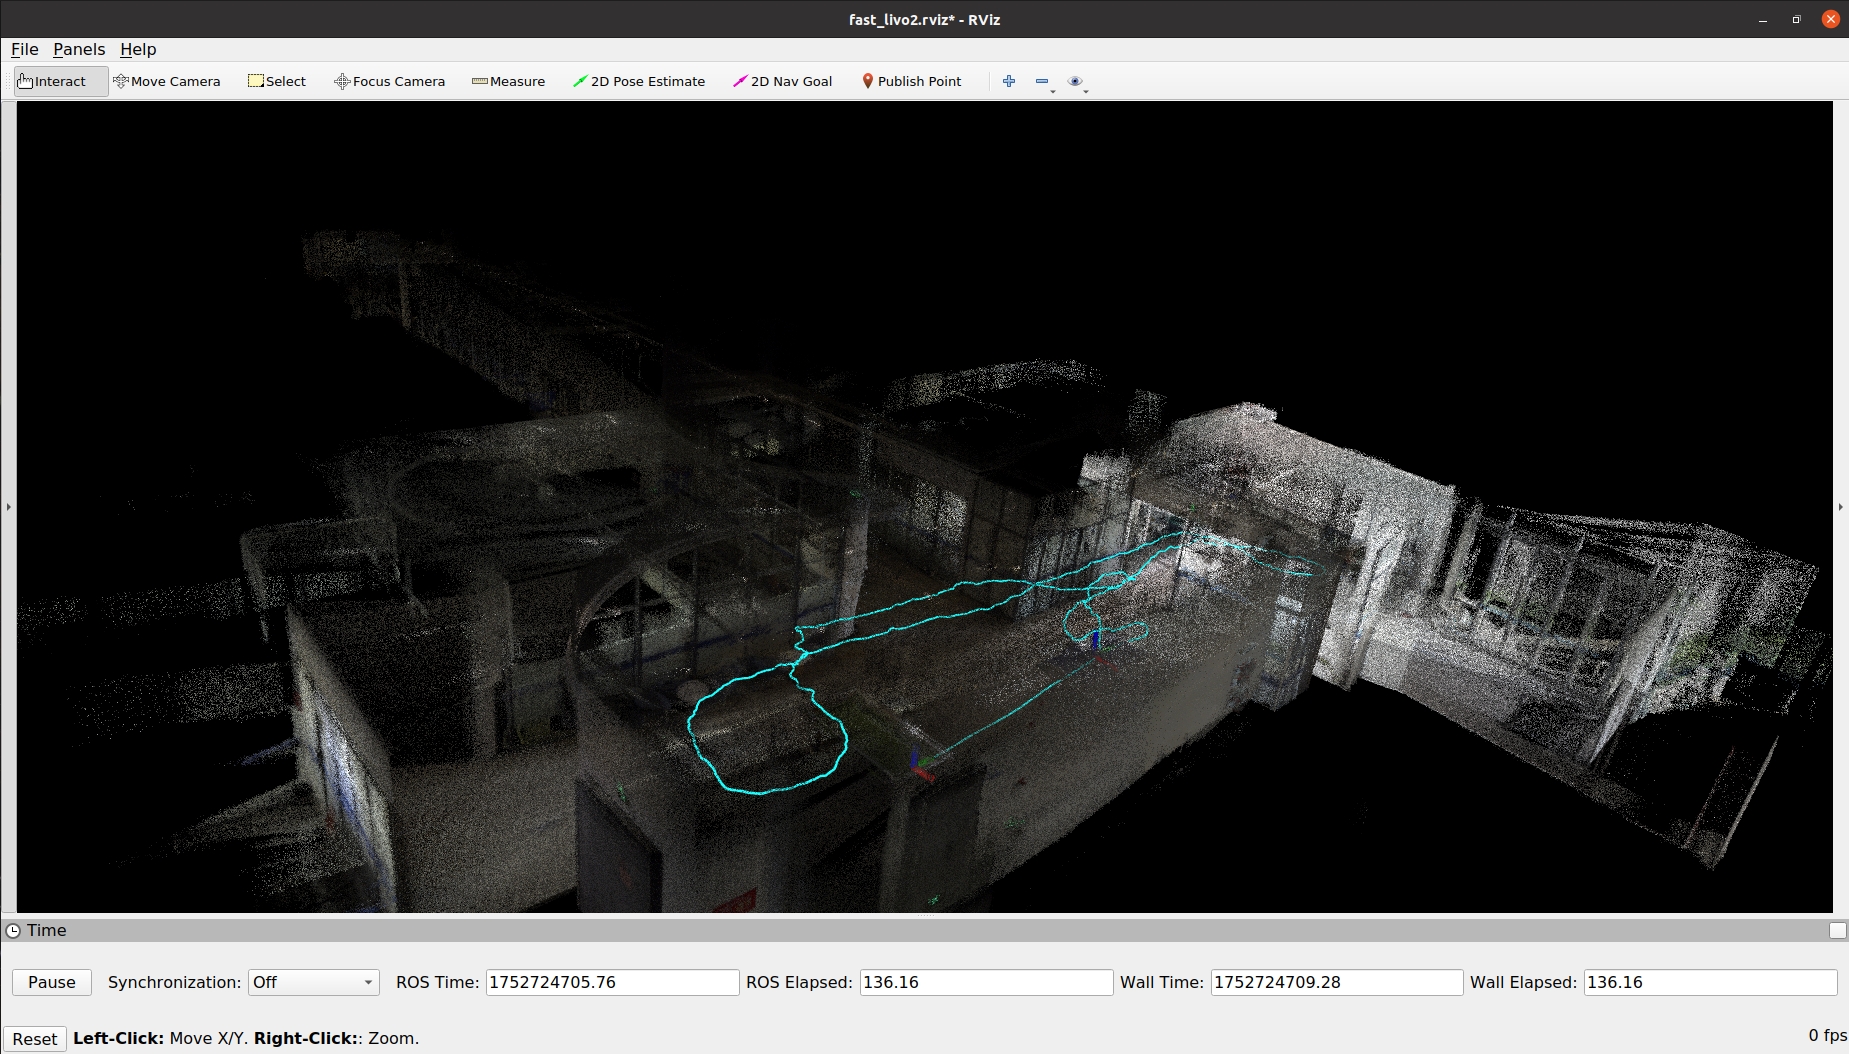 fast_livo2.rviz* - RViz
File Panels Help
Interact Move Camera Select Focus Camera Measure 2D Pose Estimate 2D Nav Goal Publish Point
Time
Pause Synchronization: Off ROS Time: 1752724705.76 ROS Elapsed: 136.16 Wall Time: 1752724709.28 Wall Elapsed: 136.16
Reset Left-Click: Move X/Y. Right-Click:: Zoom. 0 fps